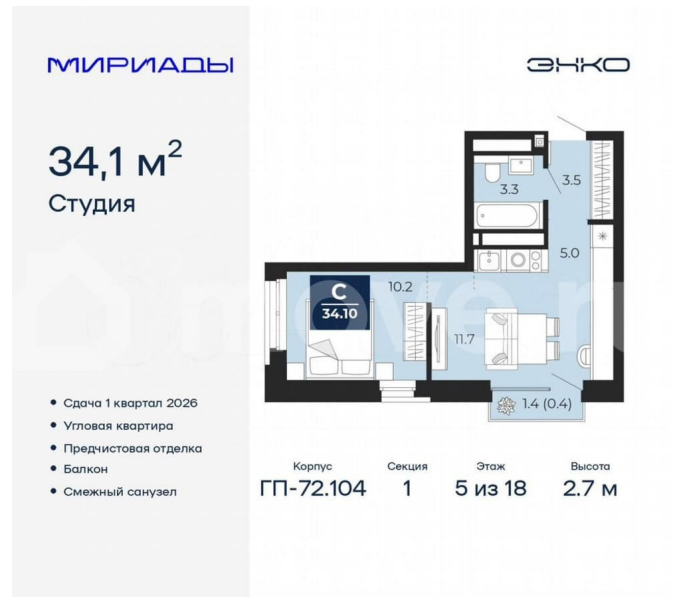 МИРИАДЫ
ЭНКО
34,1 м²
Студия
3.3
3.5
5.0
С
34.10
10.2
11.7
1.4 (0.4)
• Сдача 1 квартал 2026
• Угловая квартира
• Предчистовая отделка
• Балкон
• Смежный санузел
Корпус
ГП-72.104
Секция
1
Этаж
5 из 18
Высота
2.7 м
move.ru